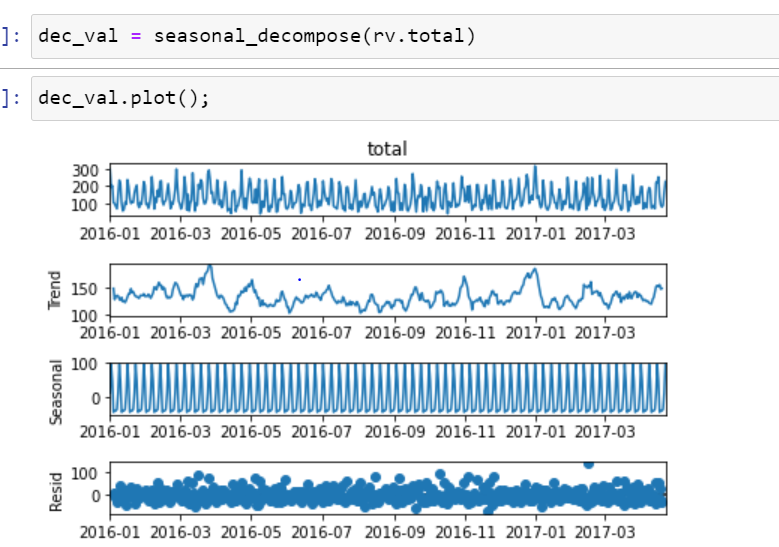 ]: dec_val = seasonal_decompose(rv.total)
]: dec_val.plot();
total
300
200
100
2016-01 2016-03 2016-05 2016-07 2016-09 2016-11 2017-01 2017-03
Trend
150
100
2016-01 2016-03 2016-05 2016-07 2016-09 2016-11 2017-01 2017-03
Seasonal
100
0
2016-01 2016-03 2016-05 2016-07 2016-09 2016-11 2017-01 2017-03
Resid
100
0
2016-01 2016-03 2016-05 2016-07 2016-09 2016-11 2017-01 2017-03